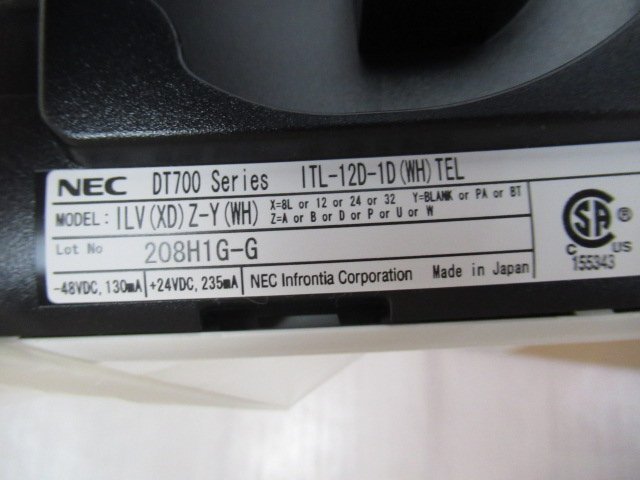 NEC DT700 Series ITL-12D-1D(WH)TEL
MODEL: ILV(XD)Z-Y(WH) X=8L or 12 or 24 or 32 Y=BLANK or PA or BT
Z=A or B or D or P or U or W
Lot No 208H1G-G
-48VDC, 130mA +24VDC, 235mA NEC Infrontia Corporation Made in Japan
CSA
C US
155343